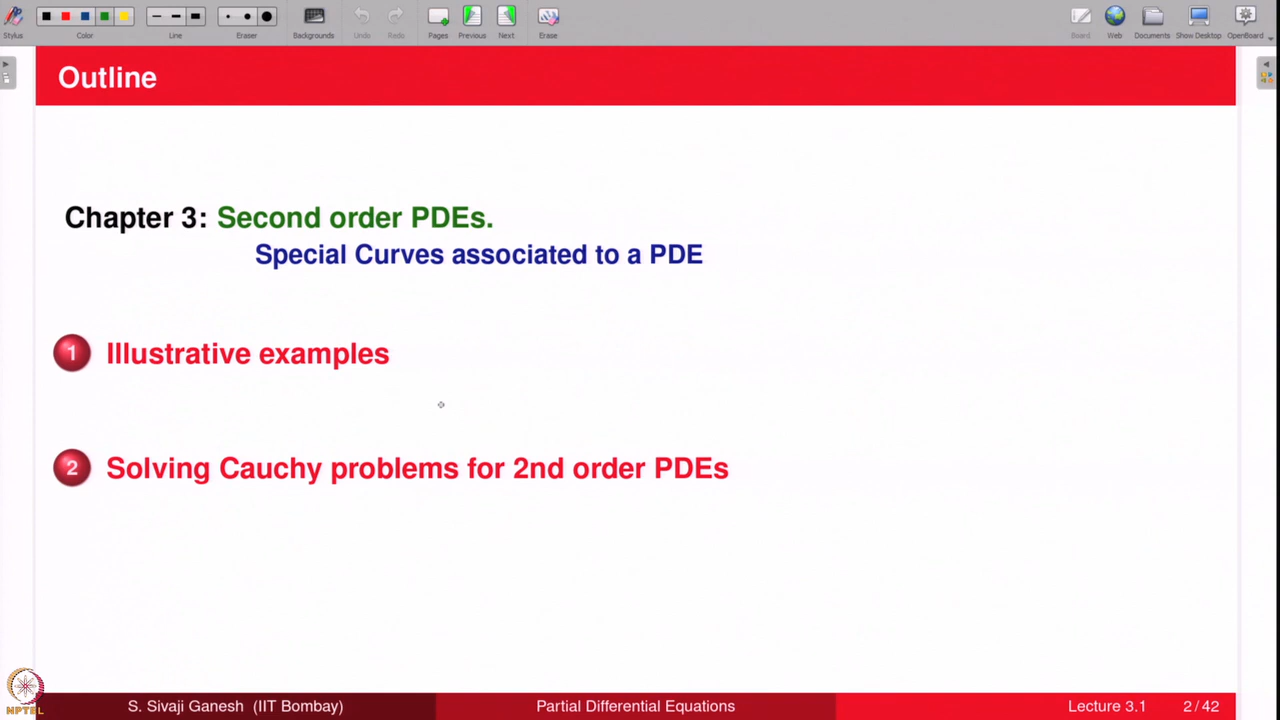 Stylus
Color
Line
Eraser
Backgrounds
Undo
Redo
Pages
Previous
Next
Erase
Board
Web
Documents
Show Desktop
OpenBoard
Outline
Chapter 3: Second order PDEs.
Special Curves associated to a PDE
1 Illustrative examples
2 Solving Cauchy problems for 2nd order PDEs
NPTEL
S. Sivaji Ganesh (IIT Bombay)
Partial Differential Equations
Lecture 3.1
2 / 42